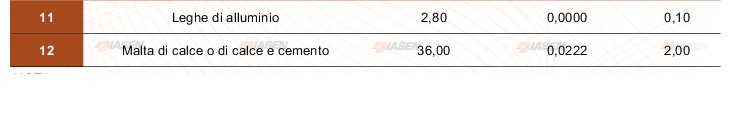 11 Leghe di alluminio 2,80 0,0000 0,10
12 Malta di calce o di calce e cemento 36,00 0,0222 2,00